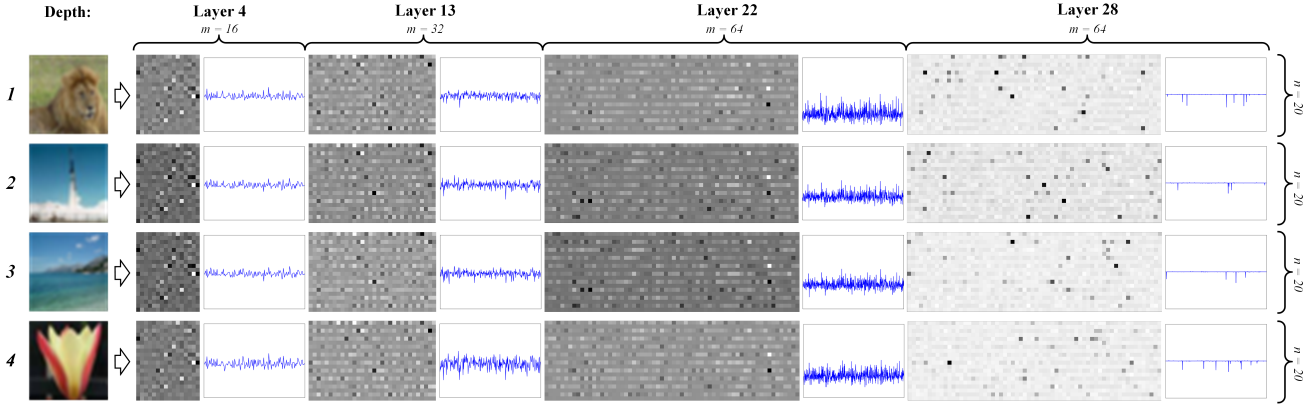 Depth: Layer 4 Layer 13 Layer 22 Layer 28
m = 16 m = 32 m = 64 m = 64
1 n = 20
2 n = 20
3 n = 20
4 n = 20